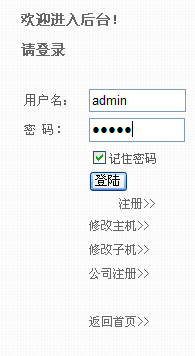 欢迎进入后台!
请登录
用户名: admin
密 码: ●●●●●
记住密码
登陆
注册>>
修改主机>>
修改子机>>
公司注册>>
返回首页>>